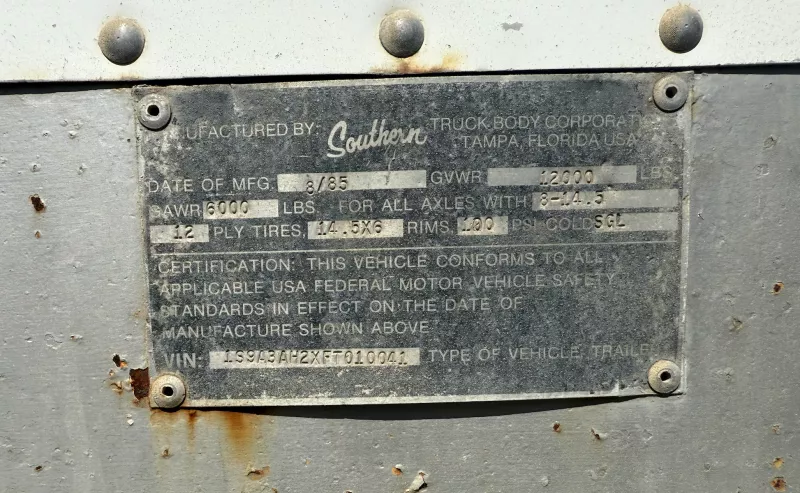 MANUFACTURED BY: Southern TRUCK BODY CORPORATION
TAMPA, FLORIDA USA
DATE OF MFG. 8/85 GVWR 12000 LBS.
GAWR 6000 LBS. FOR ALL AXLES WITH 8-14.5
12 PLY TIRES, 14.5X6 RIMS, 100 PSI COLD SGL
CERTIFICATION: THIS VEHICLE CONFORMS TO ALL
APPLICABLE USA FEDERAL MOTOR VEHICLE SAFETY
STANDARDS IN EFFECT ON THE DATE OF
MANUFACTURE SHOWN ABOVE
VIN: 1S9A3AH2XFT010041 TYPE OF VEHICLE, TRAILER